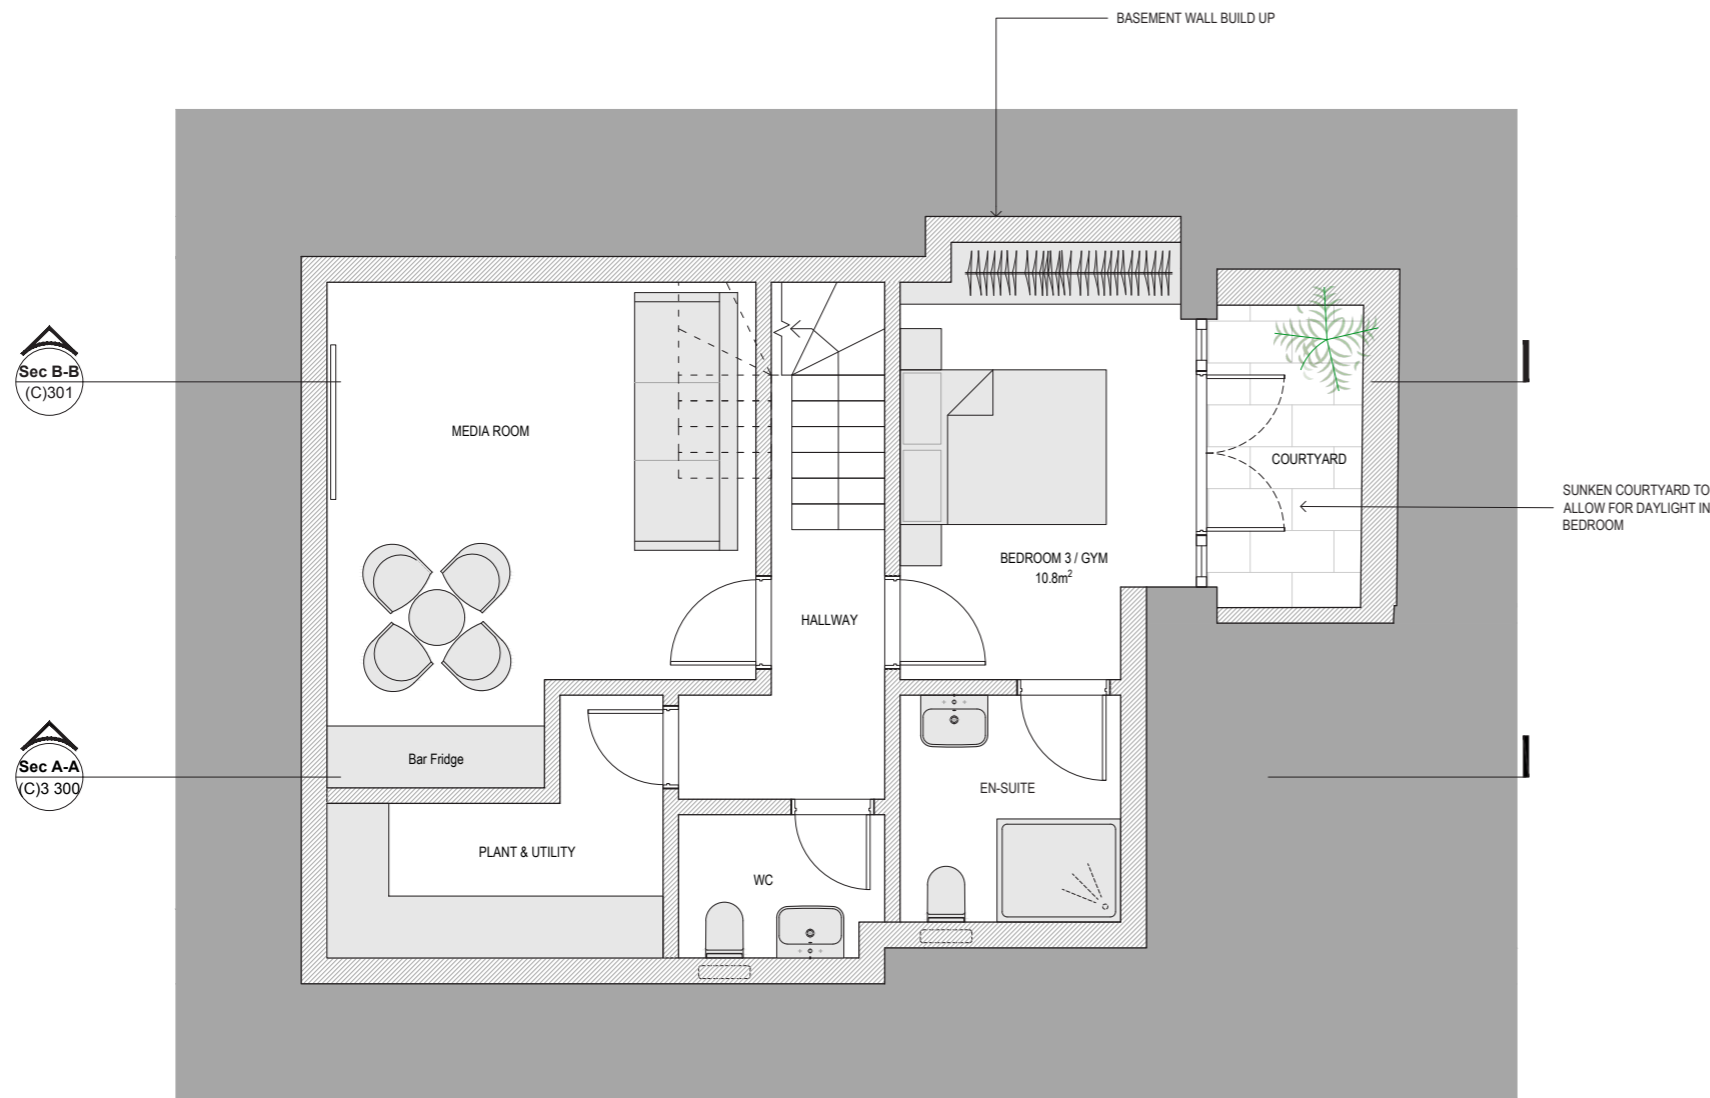 BASEMENT WALL BUILD UP
Sec B-B
(C)301
MEDIA ROOM
COURTYARD
SUNKEN COURTYARD TO
ALLOW FOR DAYLIGHT IN
BEDROOM
BEDROOM 3 / GYM
10.8m²
HALLWAY
Sec A-A
(C)3 300
Bar Fridge
EN-SUITE
PLANT & UTILITY
WC